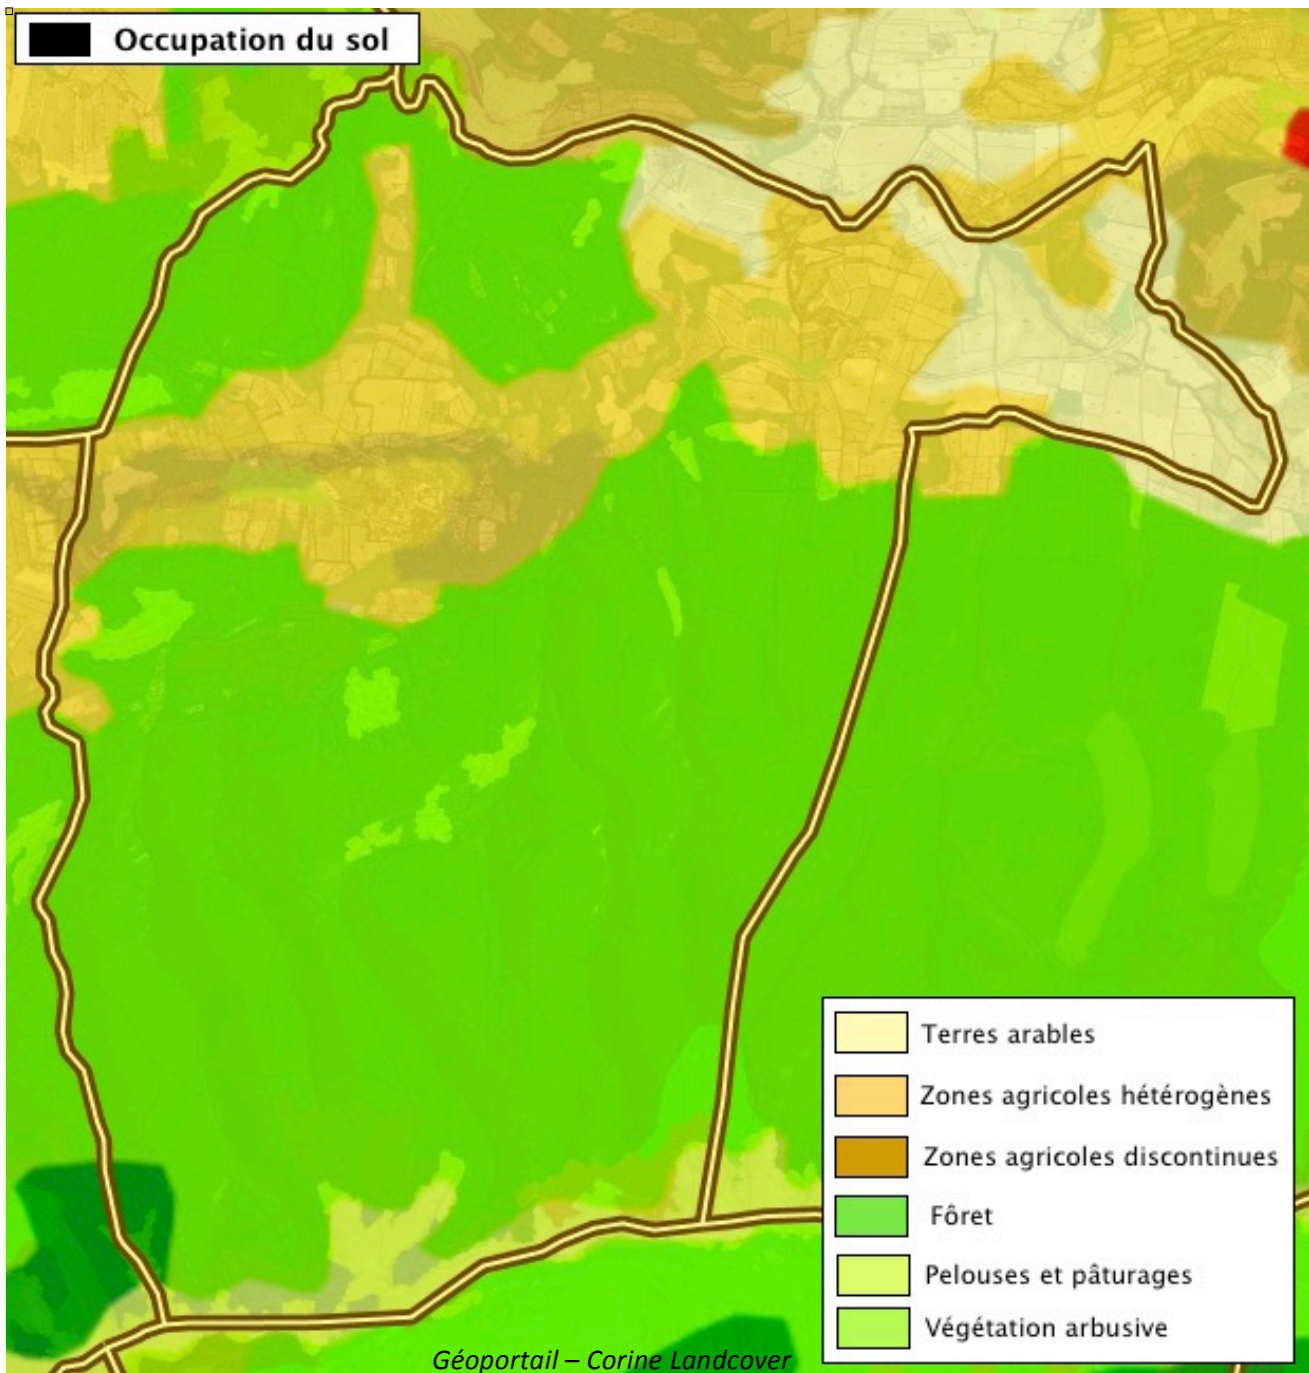 Occupation du sol
Terres arables
Zones agricoles hétérogènes
Zones agricoles discontinues
Fôret
Pelouses et pâturages
Végétation arbusive
Géoportail – Corine Landcover